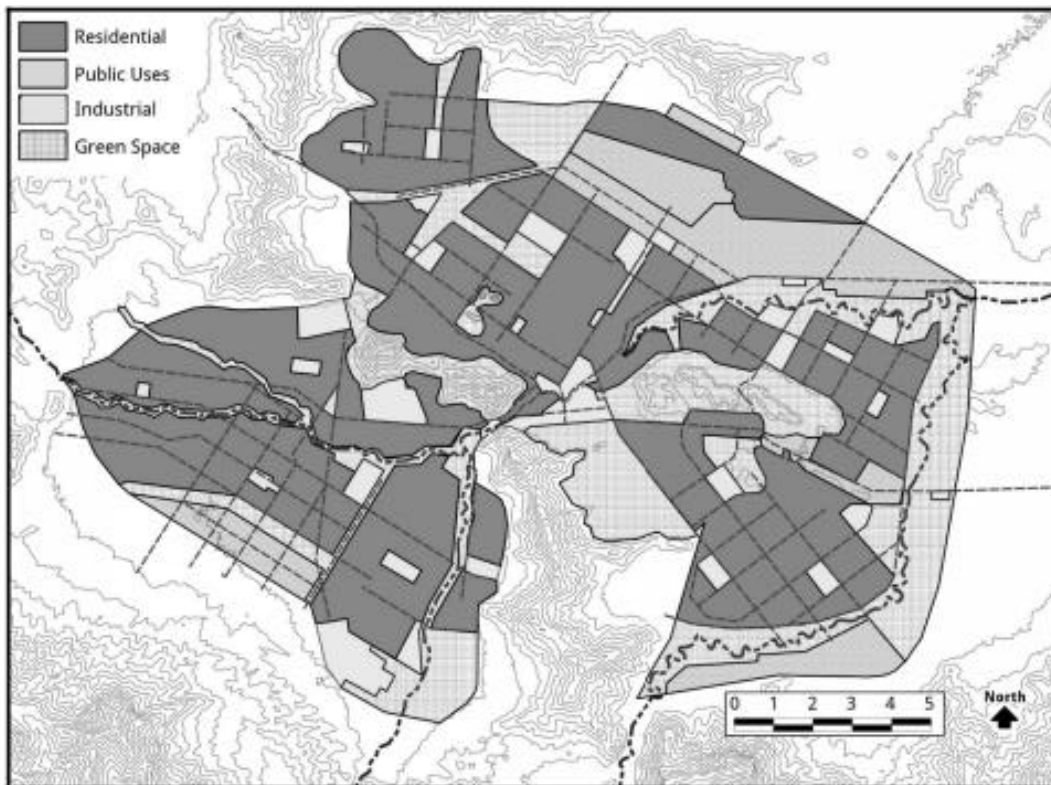 Residential
Public Uses
Industrial
Green Space
0 1 2 3 4 5
North